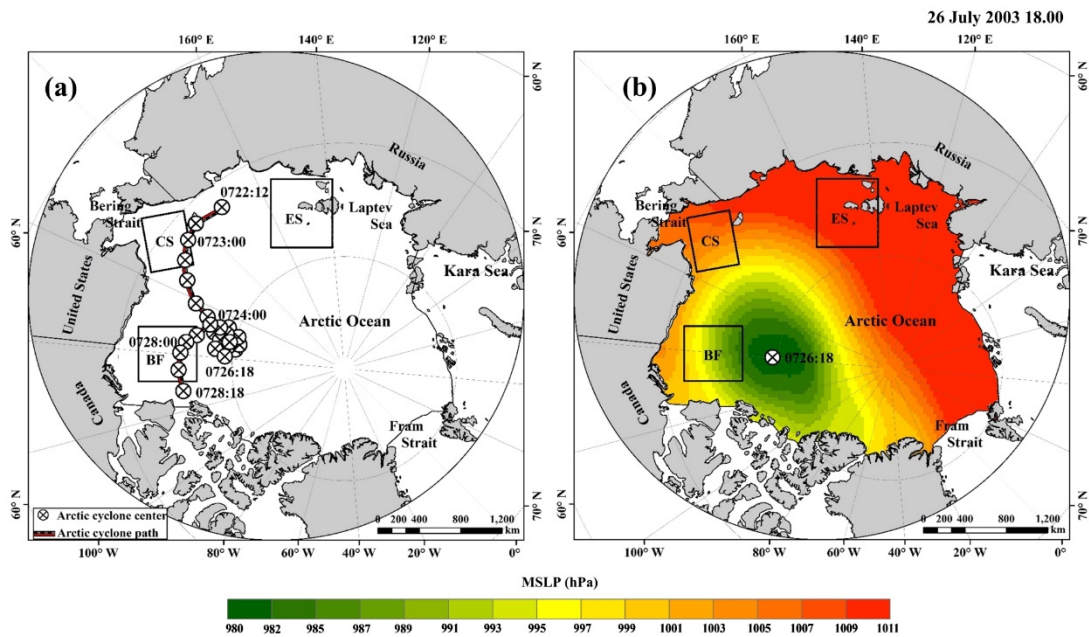 26 July 2003 18.00
160° E
140° E
120° E
160° E
140° E
120° E
(a)
(b)
60° N
60° N
Russia
Russia
0722:12
Bering
Strait
CS
0723:00
ES
Laptev
Sea
Bering
Strait
CS
ES
Laptev
Sea
60° N
70° N
60° N
70° N
Kara Sea
Kara Sea
United States
United States
0724:00
Arctic Ocean
Arctic Ocean
0728:00
BF
0726:18
BF
0726:18
0728:18
Canada
Canada
Fram
Strait
Fram
Strait
60° N
70° N
60° N
70° N
Arctic cyclone center
Arctic cyclone path
0 200 400 800 1,200
km
0 200 400 800 1,200
km
100° W
80° W
60° W
40° W
20° W
0°
100° W
80° W
60° W
40° W
20° W
0°
MSLP (hPa)
980 982 985 987 989 991 993 995 997 999 1001 1003 1005 1007 1009 1011